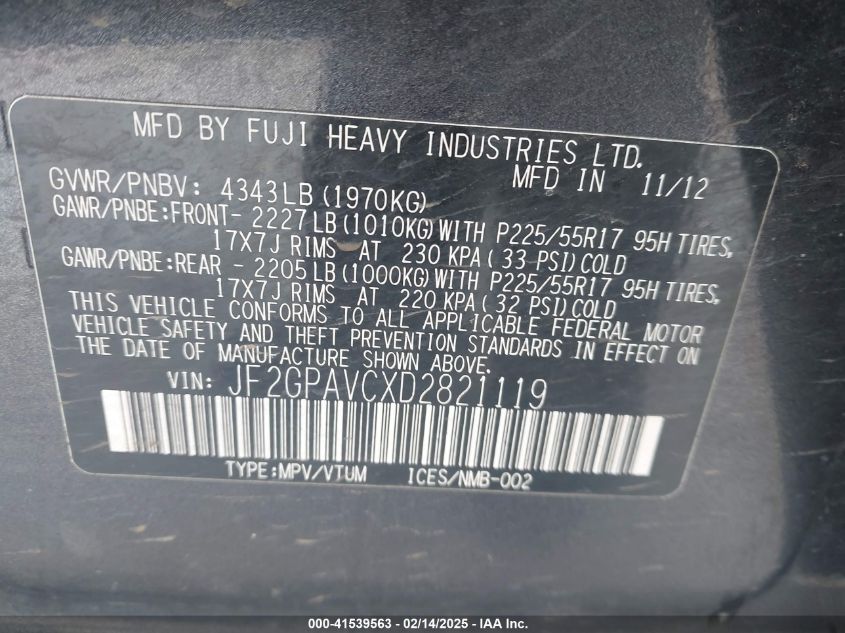 MFD BY FUJI HEAVY INDUSTRIES LTD.
MFD IN 11/12
GVWR/PNBV: 4343LB(1970KG)
GAWR/PNBE:FRONT- 2227LB(1010KG)WITH P225/55R17 95H TIRES,
17X7J RIMS AT 230 KPA(33 PSI)COLD
GAWR/PNBE:REAR - 2205LB(1000KG)WITH P225/55R17 95H TIRES,
17X7J RIMS AT 220 KPA(32 PSI)COLD
THIS VEHICLE CONFORMS TO ALL APPLICABLE FEDERAL MOTOR
VEHICLE SAFETY AND THEFT PREVENTION STANDARDS IN EFFECT ON
THE DATE OF MANUFACTURE SHOWN ABOVE.
VIN: JF2GPAVCXD2821119
TYPE:MPV/VTUM ICES/NMB-002
000-41539563 - 02/14/2025 - IAA Inc.